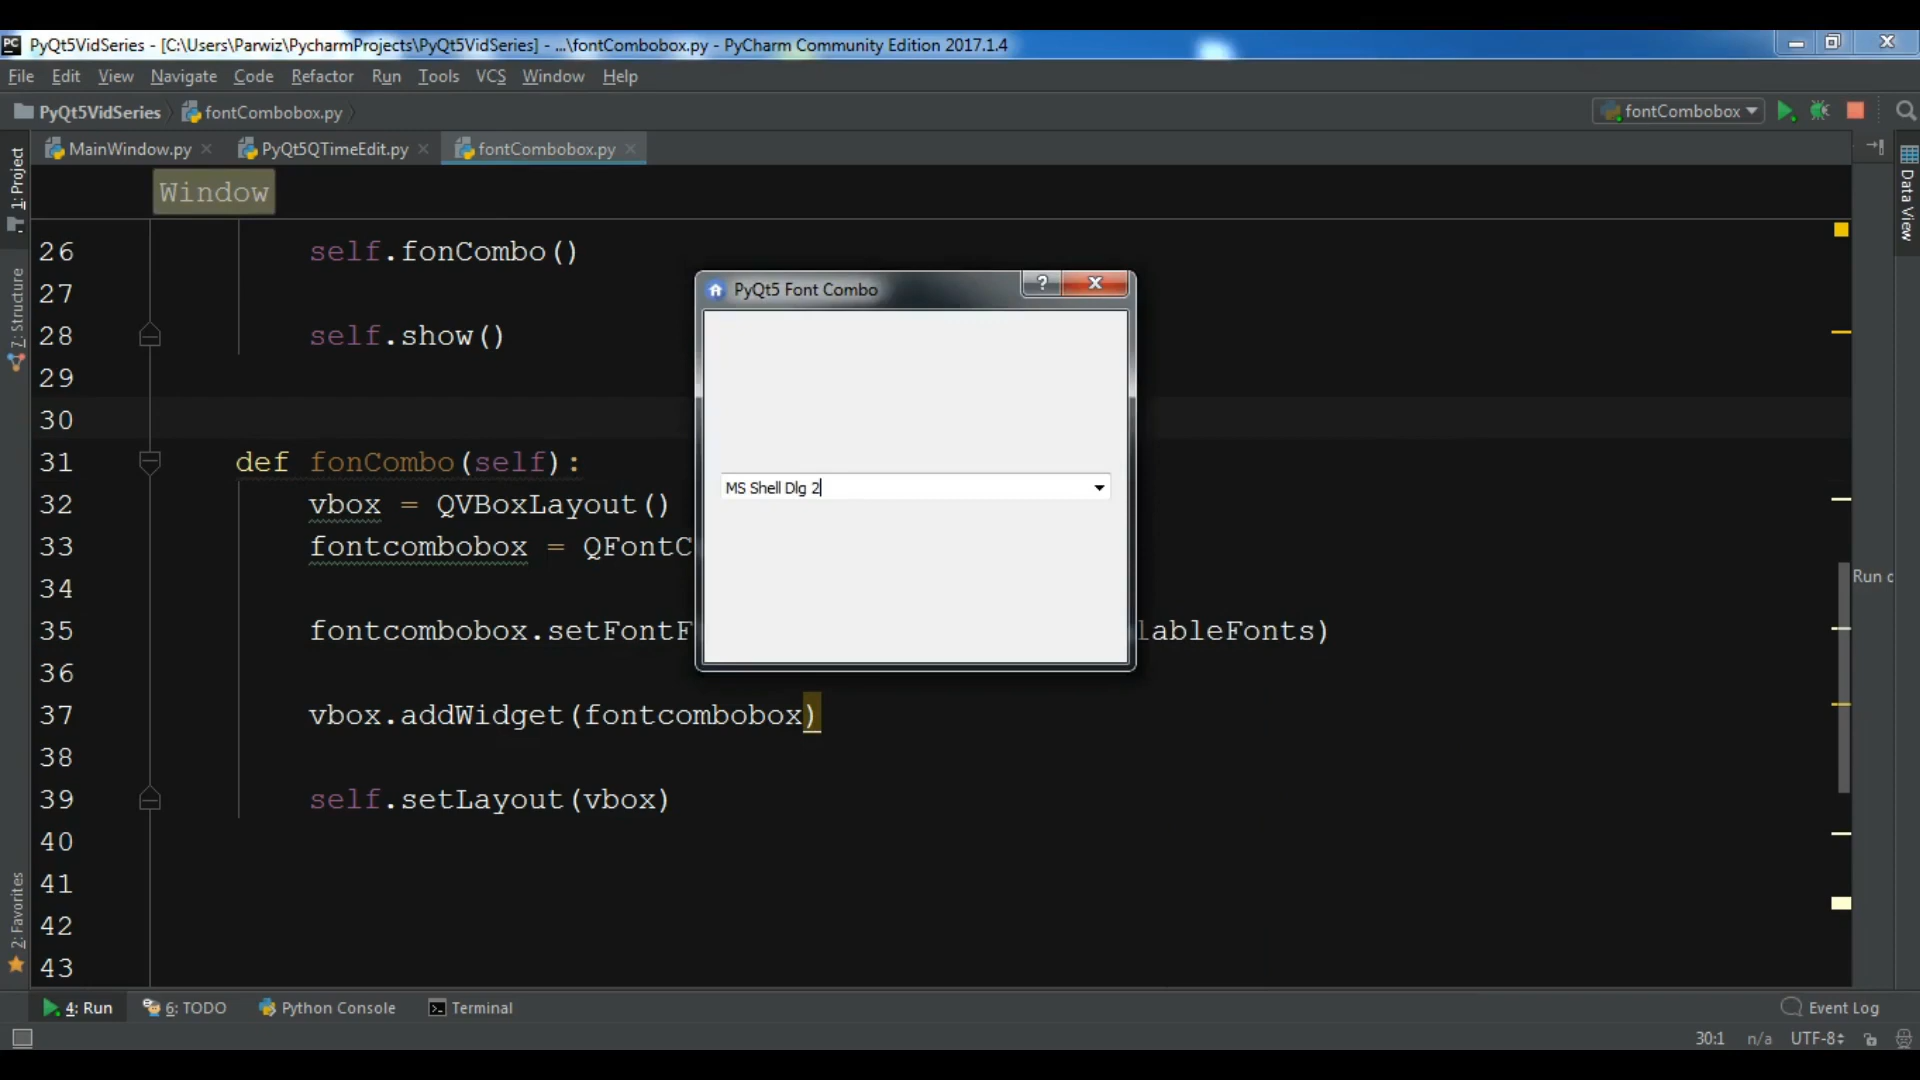 PC PyQt5VidSeries - [C:\Users\Parwiz\PycharmProjects\PyQt5VidSeries] - ...\fontCombobox.py - PyCharm Community Edition 2017.1.4
File Edit View Navigate Code Refactor Run Tools VCS Window Help
PyQt5VidSeries fontCombobox.py fontCombobox
MainWindow.py PyQt5QTimeEdit.py fontCombobox.py
1: Project
7: Structure
2: Favorites
Data View
Window
26 self.fonCombo()
27
28 self.show()
29
30
31 def fonCombo(self):
32 vbox = QVBoxLayout()
33 fontcombobox = QFontC
34
35 fontcombobox.setFontF lableFonts)
36
37 vbox.addWidget(fontcombobox)
38
39 self.setLayout(vbox)
40
41
42
43
PyQt5 Font Combo ?
MS Shell Dlg 2
Run c
4: Run 6: TODO Python Console Terminal Event Log
30:1 n/a UTF-8